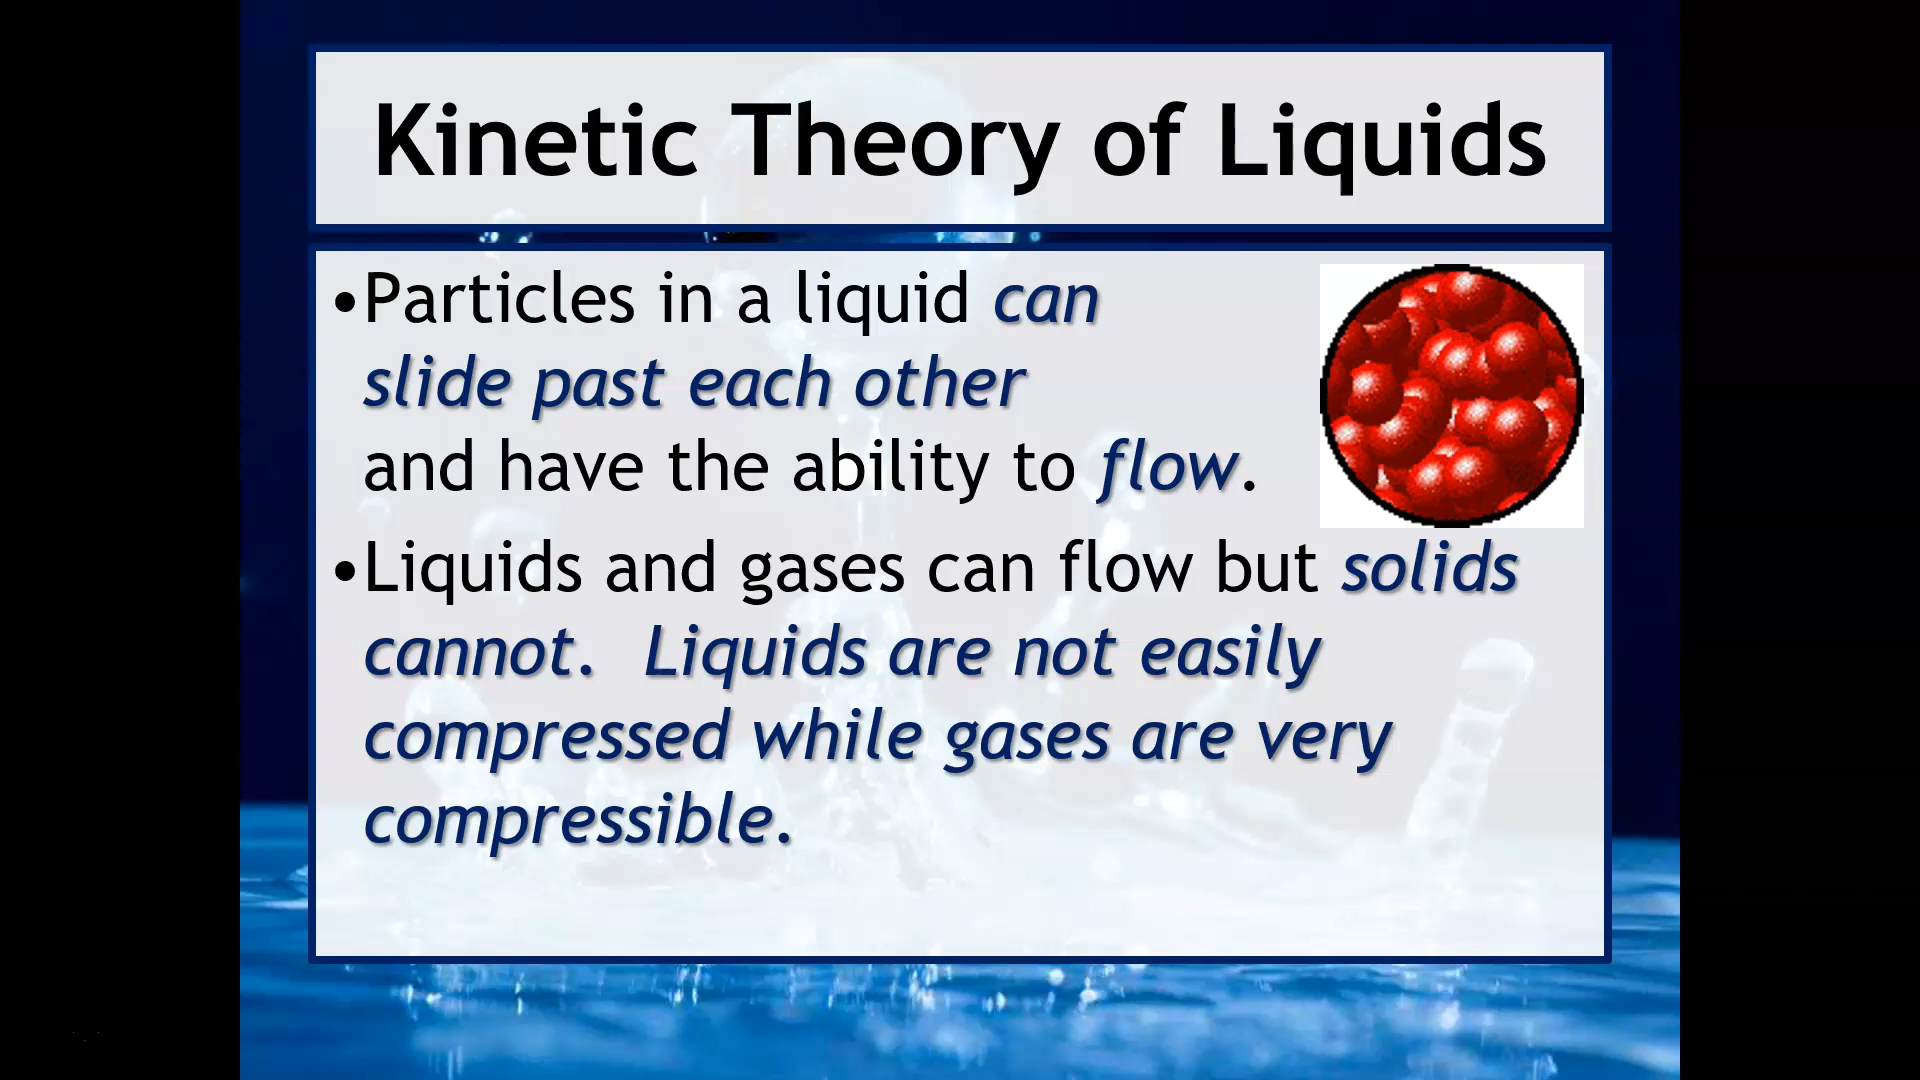 Kinetic Theory of Liquids
•Particles in a liquid can
slide past each other
and have the ability to flow.
•Liquids and gases can flow but solids
cannot.  Liquids are not easily
compressed while gases are very
compressible.